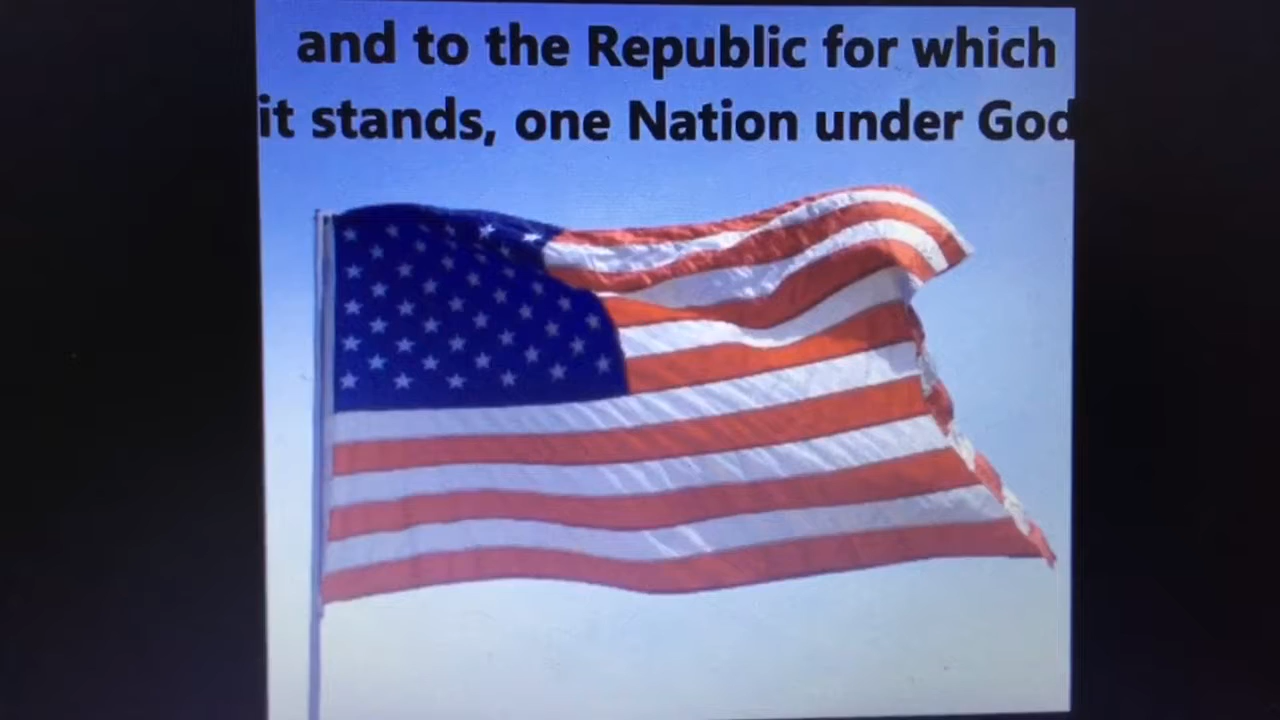 and to the Republic for which
it stands, one Nation under God